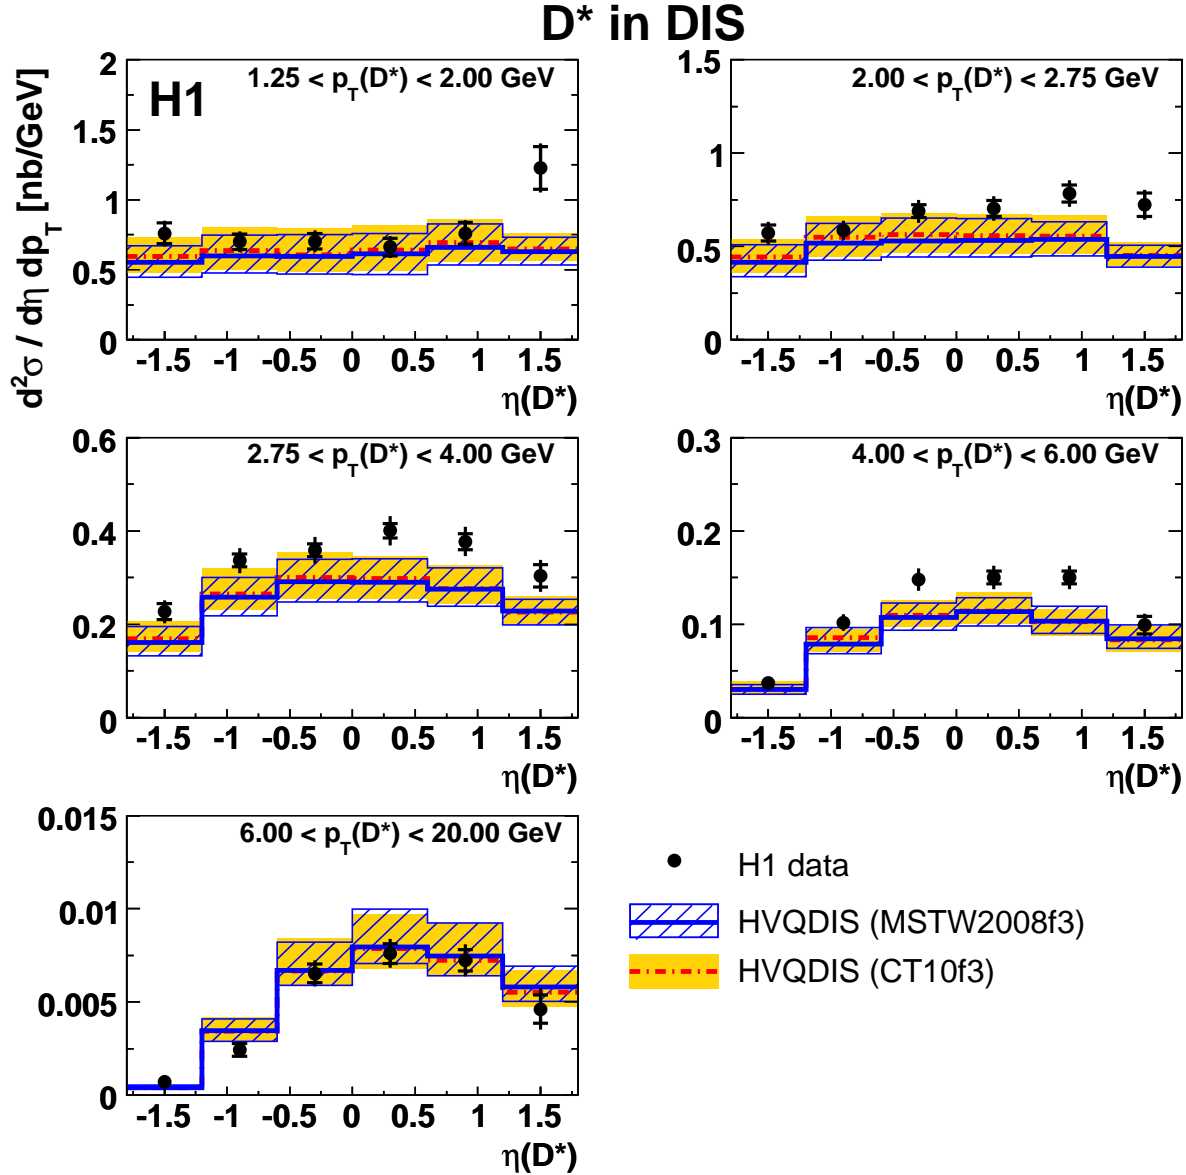 D* in DIS
d²σ / dη dp_T [nb/GeV]
H1
1.25 < p_T(D*) < 2.00 GeV
2
1.5
1
0.5
0
-1.5 -1 -0.5 0 0.5 1 1.5
η(D*)
2.00 < p_T(D*) < 2.75 GeV
1.5
1
0.5
0
-1.5 -1 -0.5 0 0.5 1 1.5
η(D*)
2.75 < p_T(D*) < 4.00 GeV
0.6
0.4
0.2
0
-1.5 -1 -0.5 0 0.5 1 1.5
η(D*)
4.00 < p_T(D*) < 6.00 GeV
0.3
0.2
0.1
0
-1.5 -1 -0.5 0 0.5 1 1.5
η(D*)
6.00 < p_T(D*) < 20.00 GeV
0.015
0.01
0.005
0
-1.5 -1 -0.5 0 0.5 1 1.5
η(D*)
H1 data
HVQDIS (MSTW2008f3)
HVQDIS (CT10f3)